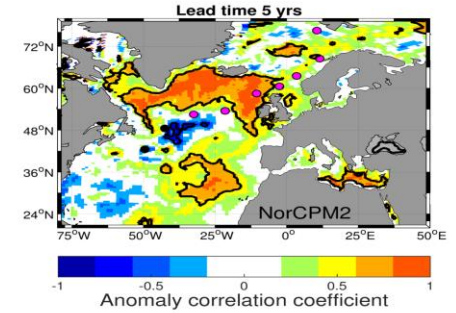 Lead time 5 yrs
72°N
60°N
48°N
36°N
24°N
NorCPM2
75°W 50°W 25°W 0° 25°E 50°E
-1 -0.5 0 0.5 1
Anomaly correlation coefficient